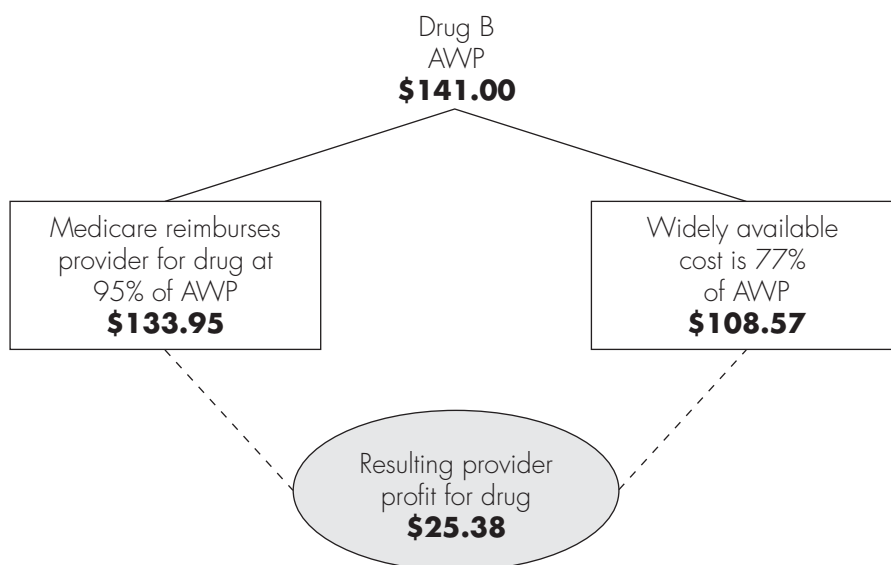 Drug B
AWP
$141.00
Medicare reimburses
provider for drug at
95% of AWP
$133.95
Widely available
cost is 77%
of AWP
$108.57
Resulting provider
profit for drug
$25.38